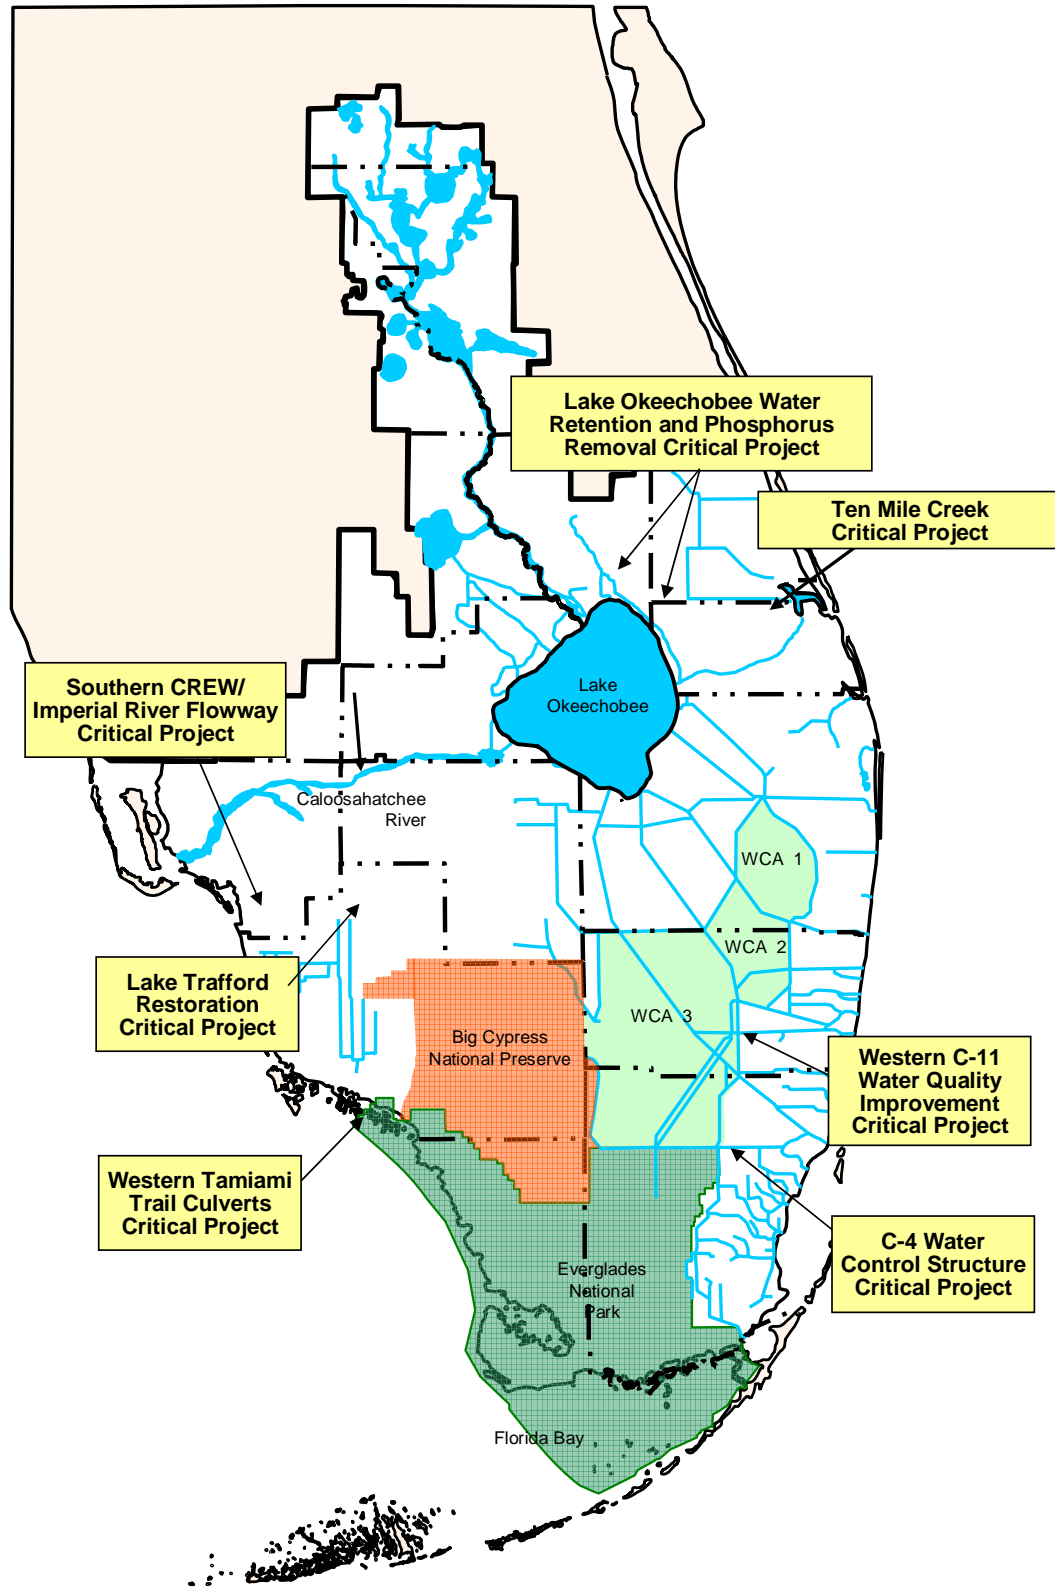 Lake Okeechobee Water
Retention and Phosphorus
Removal Critical Project
Ten Mile Creek
Critical Project
Southern CREW/
Imperial River Flowway
Critical Project
Lake
Okeechobee
Caloosahatchee
River
WCA 1
WCA 2
Lake Trafford
Restoration
Critical Project
WCA 3
Big Cypress
National Preserve
Western C-11
Water Quality
Improvement
Critical Project
Western Tamiami
Trail Culverts
Critical Project
C-4 Water
Control Structure
Critical Project
Everglades
National
Park
Florida Bay